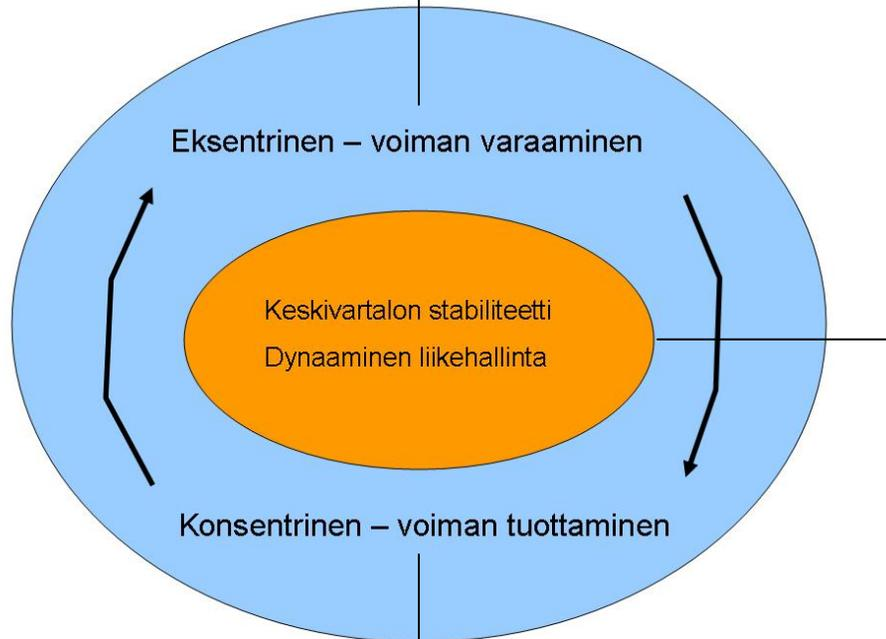 Eksentrinen – voiman varaaminen
Keskivartalon stabiliteetti
Dynaaminen liikehallinta
Konsentrinen – voiman tuottaminen